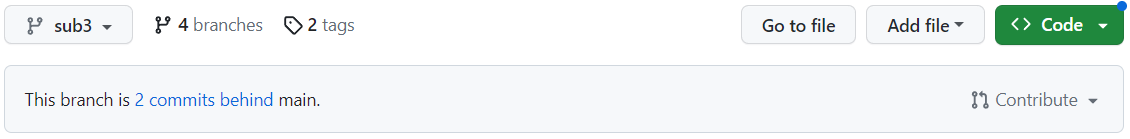 sub3 4 branches 2 tags Go to file Add file <> Code
This branch is 2 commits behind main. Contribute